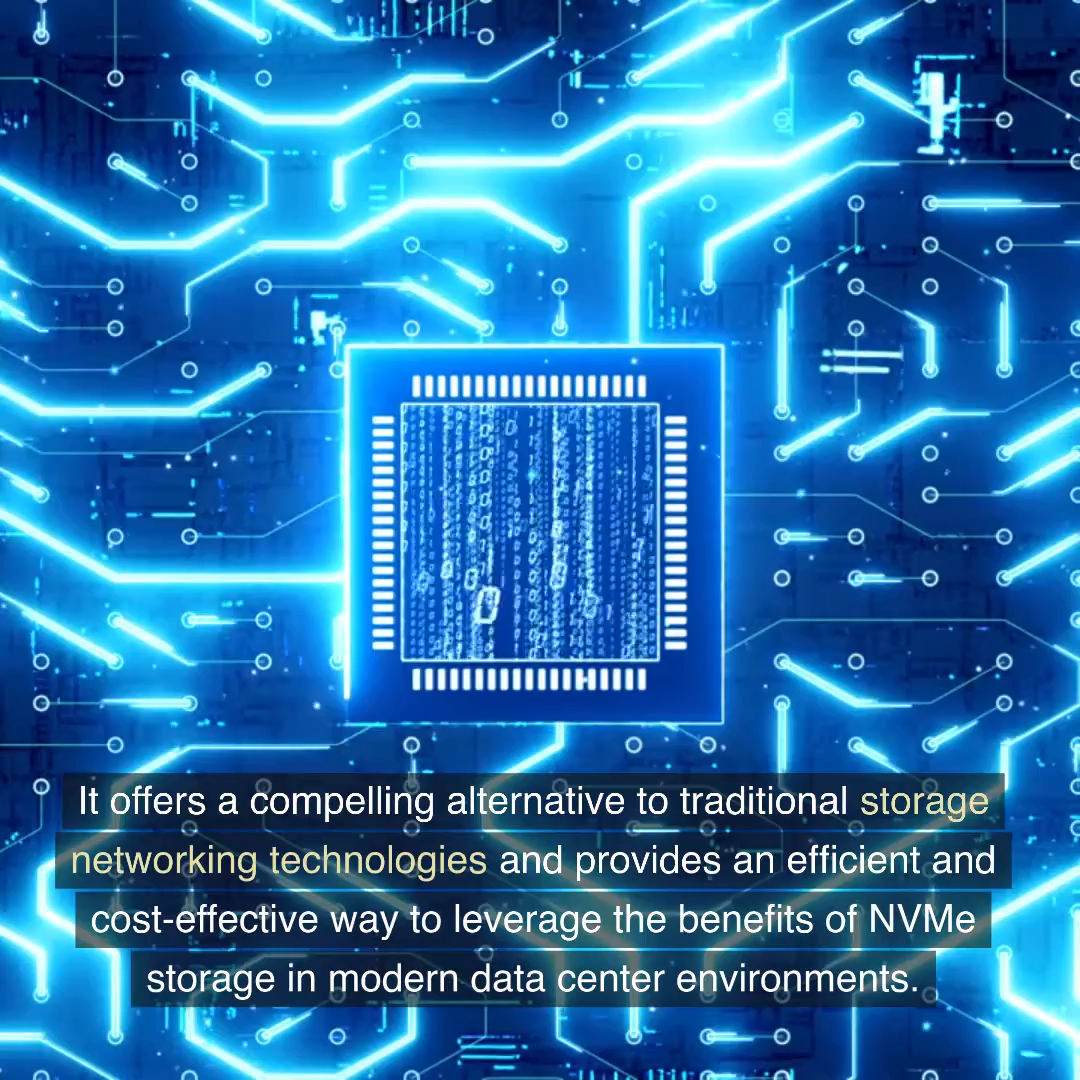 It offers a compelling alternative to traditional storage
networking technologies and provides an efficient and
cost-effective way to leverage the benefits of NVMe
storage in modern data center environments.